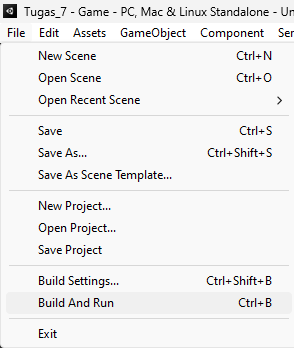 Tugas_7 - Game - PC, Mac & Linux Standalone - Un
File Edit Assets GameObject Component Ser
New Scene Ctrl+N
Open Scene Ctrl+O
Open Recent Scene
Save Ctrl+S
Save As... Ctrl+Shift+S
Save As Scene Template...
New Project...
Open Project...
Save Project
Build Settings... Ctrl+Shift+B
Build And Run Ctrl+B
Exit